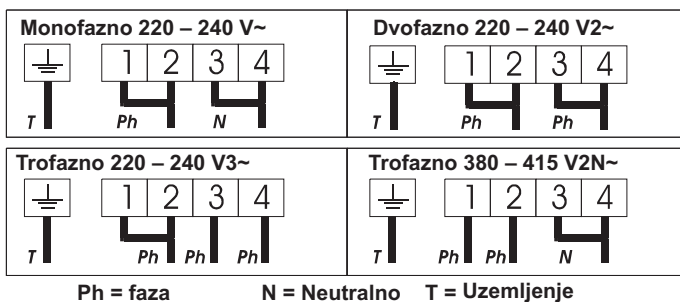 Monofazno 220 – 240 V~
1 2 3 4
T Ph N
Dvofazno 220 – 240 V2~
1 2 3 4
T Ph Ph
Trofazno 220 – 240 V3~
1 2 3 4
T Ph Ph Ph
Trofazno 380 – 415 V2N~
1 2 3 4
T Ph Ph N
Ph = faza N = Neutralno T = Uzemljenje